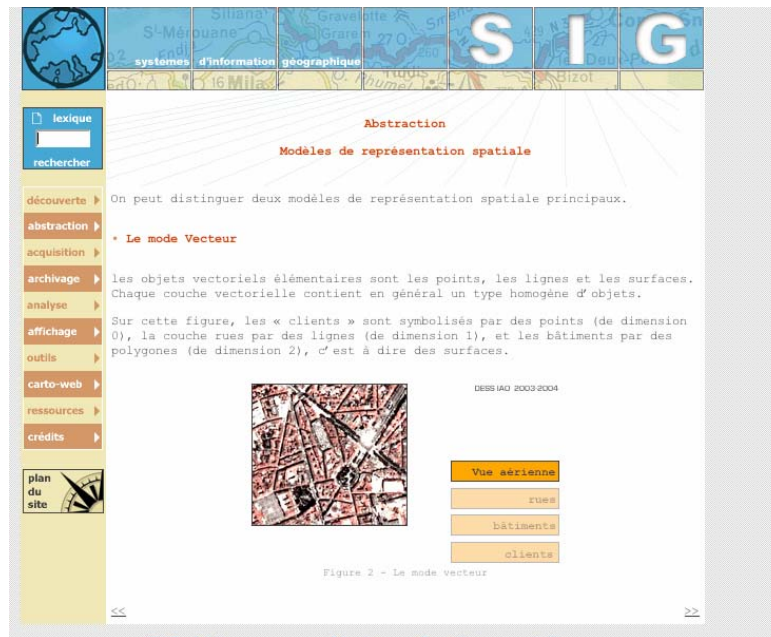 S I G
systèmes d'information géographique
16 Mila
Bizot
lexique
rechercher
découverte
abstraction
acquisition
archivage
analyse
affichage
outils
carto-web
ressources
crédits
plan
du
site
Abstraction
Modèles de représentation spatiale
On peut distinguer deux modèles de représentation spatiale principaux.
• Le mode Vecteur
les objets vectoriels élémentaires sont les points, les lignes et les surfaces.
Chaque couche vectorielle contient en général un type homogène d'objets.
Sur cette figure, les « clients » sont symbolisés par des points (de dimension
0), la couche rues par des lignes (de dimension 1), et les bâtiments par des
polygones (de dimension 2), c'est à dire des surfaces.
DESS IAO 2003-2004
Vue aérienne
rues
bâtiments
clients
Figure 2 - Le mode vecteur
<< >>